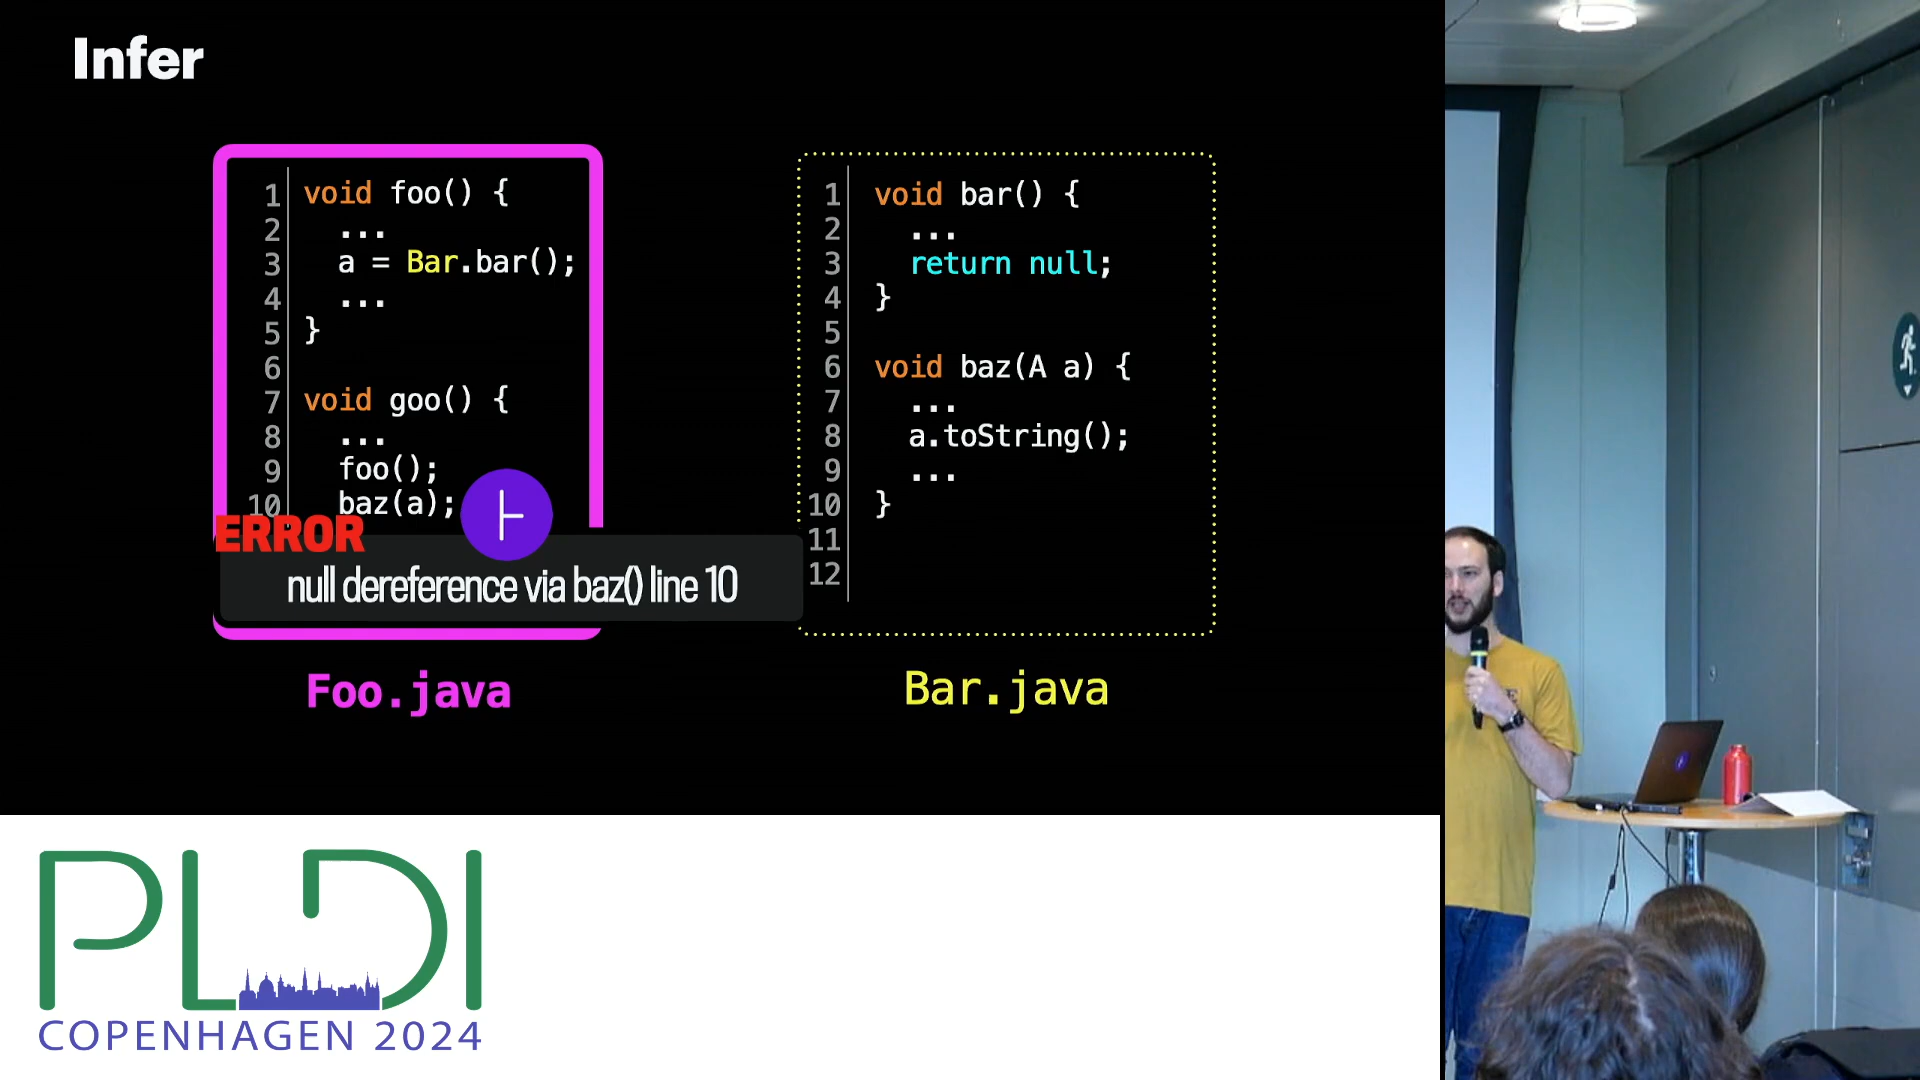 Infer
1 void foo() {
2 ...
3 a = Bar.bar();
4 ...
5 }
6
7 void goo() {
8 ...
9 foo();
10 baz(a);
ERROR
null dereference via baz() line 10
Foo.java
1 void bar() {
2 ...
3 return null;
4 }
5
6 void baz(A a) {
7 ...
8 a.toString();
9 ...
10 }
11
12
Bar.java
PLDI
COPENHAGEN 2024